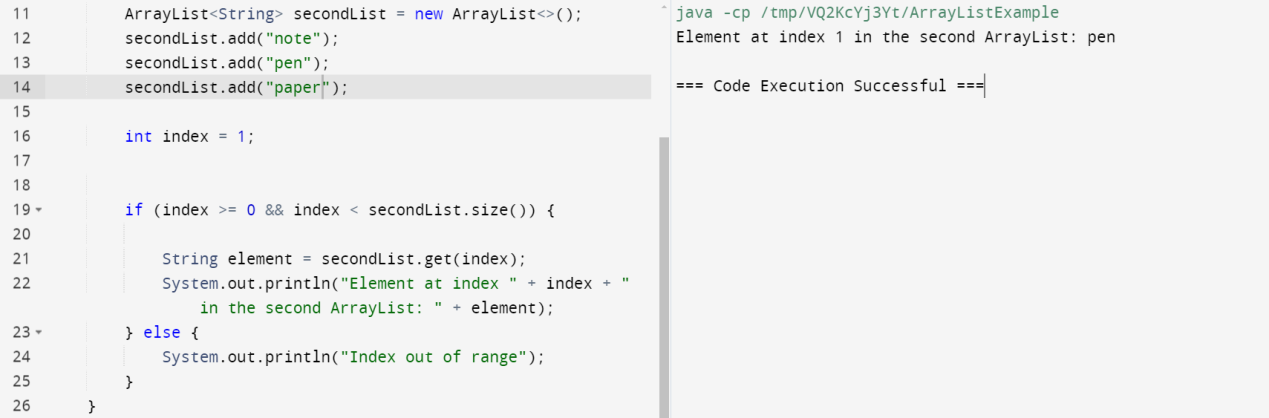 11 ArrayList<String> secondList = new ArrayList<>();
12 secondList.add("note");
13 secondList.add("pen");
14 secondList.add("paper");
15
16 int index = 1;
17
18
19 if (index >= 0 && index < secondList.size()) {
20
21 String element = secondList.get(index);
22 System.out.println("Element at index " + index + "
in the second ArrayList: " + element);
23 } else {
24 System.out.println("Index out of range");
25 }
26 }
java -cp /tmp/VQ2KcYj3Yt/ArrayListExample
Element at index 1 in the second ArrayList: pen
=== Code Execution Successful ===